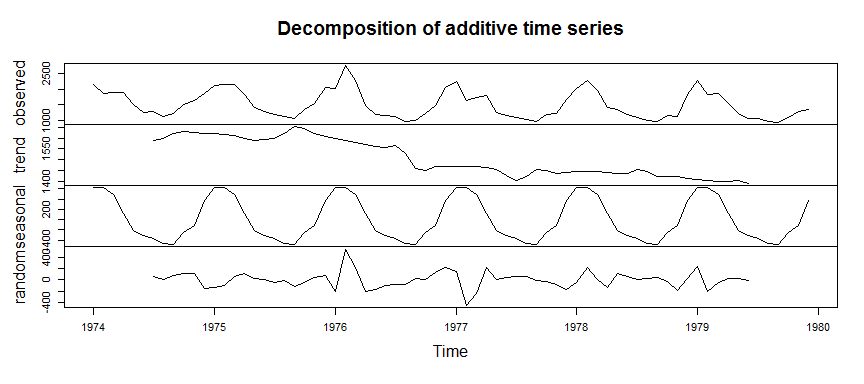 Decomposition of additive time series
observed
1000
2500
trend
1400
1550
seasonal
-400
200
random
-400
0
400
1974
1975
1976
1977
1978
1979
1980
Time